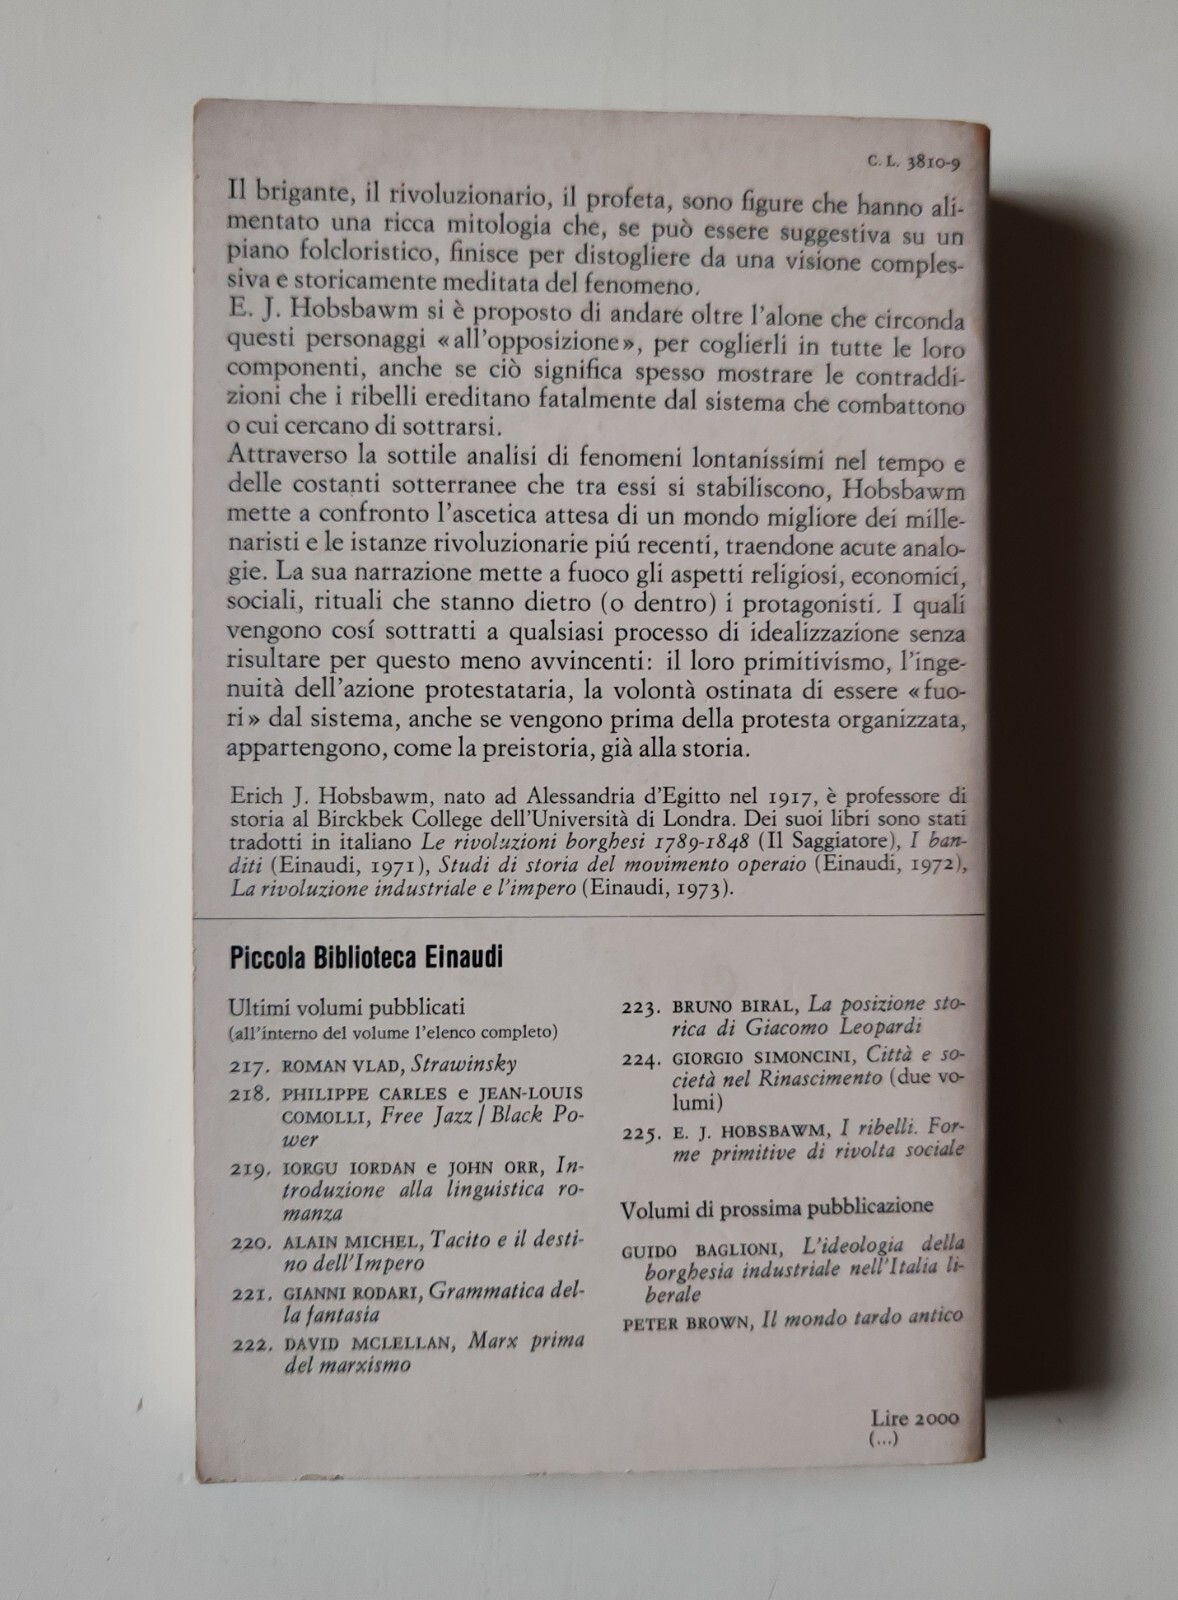 C. L. 3810-9
Il brigante, il rivoluzionario, il profeta, sono figure che hanno ali-
mentato una ricca mitologia che, se può essere suggestiva su un
piano folcloristico, finisce per distogliere da una visione comples-
siva e storicamente meditata del fenomeno.
E. J. Hobsbawm si è proposto di andare oltre l'alone che circonda
questi personaggi «all'opposizione», per coglierli in tutte le loro
componenti, anche se ciò significa spesso mostrare le contraddi-
zioni che i ribelli ereditano fatalmente dal sistema che combattono
o cui cercano di sottrarsi.
Attraverso la sottile analisi di fenomeni lontanissimi nel tempo e
delle costanti sotterranee che tra essi si stabiliscono, Hobsbawm
mette a confronto l'ascetica attesa di un mondo migliore dei mille-
naristi e le istanze rivoluzionarie piú recenti, traendone acute analo-
gie. La sua narrazione mette a fuoco gli aspetti religiosi, economici,
sociali, rituali che stanno dietro (o dentro) i protagonisti. I quali
vengono cosí sottratti a qualsiasi processo di idealizzazione senza
risultare per questo meno avvincenti: il loro primitivismo, l'inge-
nuità dell'azione protestataria, la volontà ostinata di essere «fuo-
ri» dal sistema, anche se vengono prima della protesta organizzata,
appartengono, come la preistoria, già alla storia.
Erich J. Hobsbawm, nato ad Alessandria d'Egitto nel 1917, è professore di
storia al Birckbek College dell'Università di Londra. Dei suoi libri sono stati
tradotti in italiano Le rivoluzioni borghesi 1789-1848 (Il Saggiatore), I ban-
diti (Einaudi, 1971), Studi di storia del movimento operaio (Einaudi, 1972),
La rivoluzione industriale e l'impero (Einaudi, 1973).
Piccola Biblioteca Einaudi
Ultimi volumi pubblicati
(all'interno del volume l'elenco completo)
217. ROMAN VLAD, Strawinsky
218. PHILIPPE CARLES e JEAN-LOUIS
COMOLLI, Free Jazz / Black Po-
wer
219. IORGU IORDAN e JOHN ORR, In-
troduzione alla linguistica ro-
manza
220. ALAIN MICHEL, Tacito e il desti-
no dell'Impero
221. GIANNI RODARI, Grammatica del-
la fantasia
222. DAVID MCLELLAN, Marx prima
del marxismo
223. BRUNO BIRAL, La posizione sto-
rica di Giacomo Leopardi
224. GIORGIO SIMONCINI, Città e so-
cietà nel Rinascimento (due vo-
lumi)
225. E. J. HOBSBAWM, I ribelli. For-
me primitive di rivolta sociale
Volumi di prossima pubblicazione
GUIDO BAGLIONI, L'ideologia della
borghesia industriale nell'Italia li-
berale
PETER BROWN, Il mondo tardo antico
Lire 2000
(...)